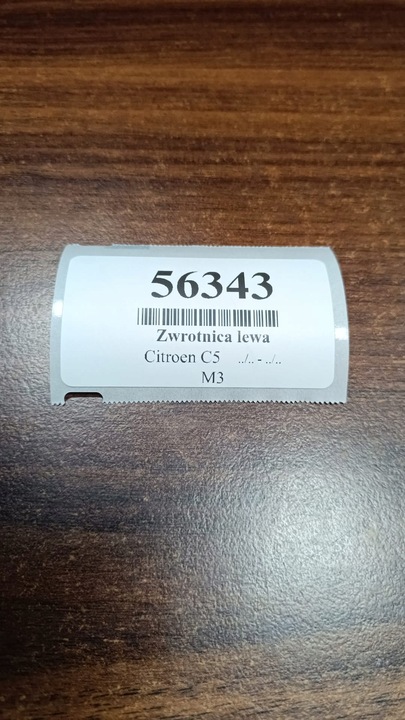 56343
Zwrotnica lewa
Citroen C5 ../.. - ../..
M3